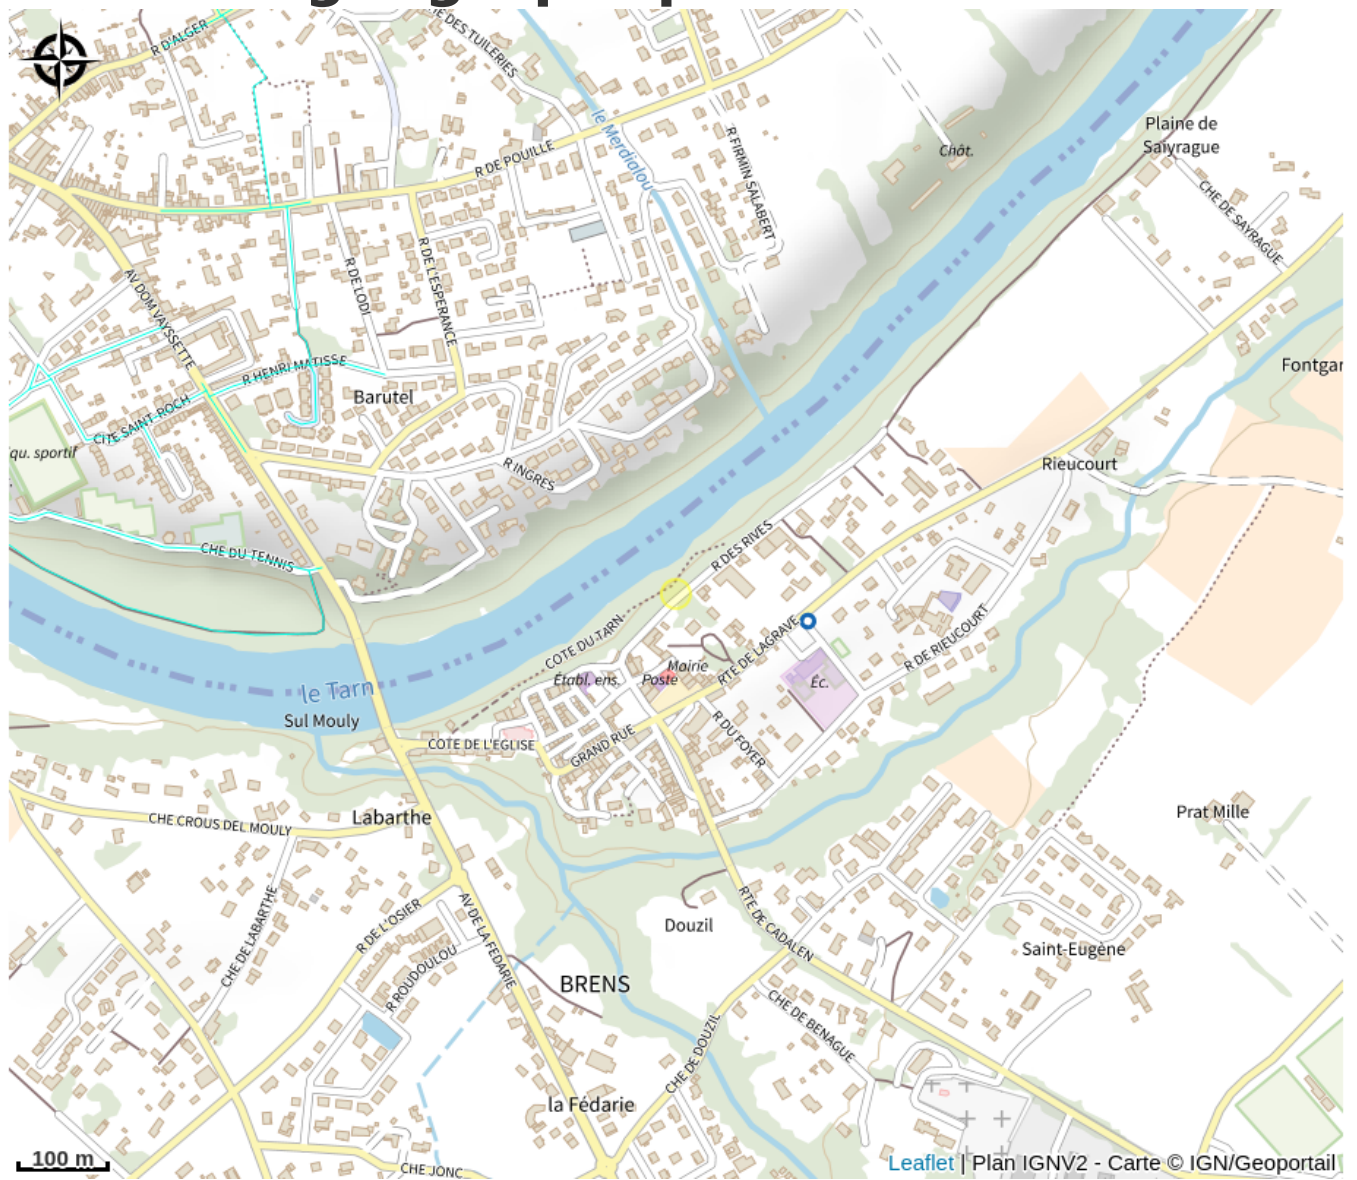 R D'ALGER
CHE DES TUILERIES
le Merdialou
R DE POUILLE
R FIRMIN SALABERT
Chât.
Plaine de
Saiyrague
CHE DE SAYRAGUE
AV DOM VAYSSETTE
R DE LODI
R DE L'ESPERANCE
R HENRI MATISSE
Barutel
CITE SAINT-ROCH
qu. sportif
R INGRES
Fontgar
Rieucourt
CHE DU TENNIS
R DES RIVES
COTE DU TARN
RTE DE LAGRAVE
R DE RIEUCOURT
Mairie
Établ. ens.
Poste
Éc.
le Tarn
Sul Mouly
COTE DE L'EGLISE
GRAND RUE
R DU FOYER
Labarthe
CHE CROUS DEL MOULY
Prat Mille
CHE DE LABARTHE
R DE L'OSIER
AV DE LA FEDARIE
RTE DE CADALEN
Douzil
R ROUDOULOU
Saint-Eugène
BRENS
CHE DE BENAGUE
CHE DE DOUZIL
la Fédarie
CHE JONC
100 m
Leaflet | Plan IGNV2 - Carte © IGN/Geoportail